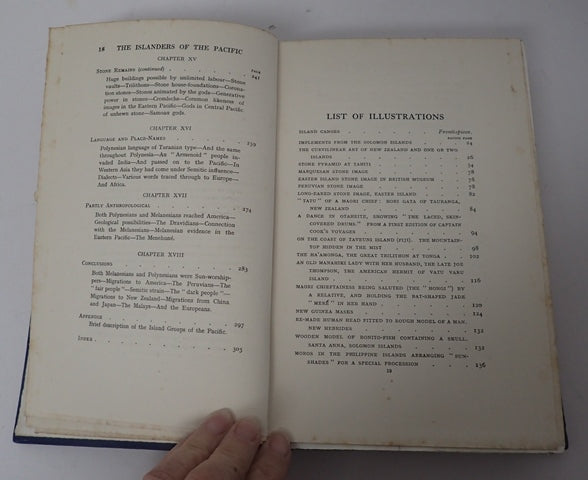 18 THE ISLANDERS OF THE PACIFIC
CHAPTER XV
PAGE
STONE REMAINS (continued) . . . . . . 241
Huge buildings possible by unlimited labour—Stone
vaults—Trilithons—Stone house-foundations—Corona-
tion stones—Stones animated by the gods—Generative
power in stones—Cromlechs—Common likeness of
images in the Eastern Pacific—Gods in Central Pacific
of unhewn stone—Samoan gods.
CHAPTER XVI
LANGUAGE AND PLACE-NAMES . . . . . 259
Polynesian language of Turanian type—And the same
throughout Polynesia—An "Armenoid" people in-
vaded India—And passed on to the Pacific—In
Western Asia they had come under Semitic influence—
Dialects—Various words traced through to Europe—
And Africa.
CHAPTER XVII
PARTLY ANTHROPOLOGICAL . . . . . 274
Both Polynesians and Melanesians reached America—
Geological possibilities—The Dravidians—Connection
with the Melanesians—Melanesian evidence in the
Eastern Pacific—The Menehune.
CHAPTER XVIII
CONCLUSIONS . . . . . . 283
Both Melanesians and Polynesians were Sun-worship-
pers—Migrations to America—The Peruvians—The
"fair people"—Semitic strain—The "dark people"—
Migrations to New Zealand—Migrations from China
and Japan—The Malays—And the Europeans.
APPENDIX . . . . . . 297
Brief description of the Island Groups of the Pacific.
INDEX . . . . . . 305
LIST OF ILLUSTRATIONS
ISLAND CANOES . . . . . Frontispiece.
FACING PAGE
IMPLEMENTS FROM THE SOLOMON ISLANDS . . . 24
THE CURVILINEAR ART OF NEW ZEALAND AND ONE OR TWO
ISLANDS . . . . . . 26
STONE PYRAMID AT TAHITI . . . . . 34
MARQUESAN STONE IMAGE . . . . . 78
EASTER ISLAND STONE IMAGE IN BRITISH MUSEUM . . 78
PERUVIAN STONE IMAGE . . . . . 78
LONG-EARED STONE IMAGE, EASTER ISLAND . . . 82
"TATU" OF A MAORI CHIEF: HORI GAYA OF TAURANGA,
NEW ZEALAND . . . . . . 84
A DANCE IN OTAHEITE, SHOWING "THE LACED, SKIN-
COVERED DRUMS," FROM A FIRST EDITION OF CAPTAIN
COOK'S VOYAGES . . . . . . 94
ON THE COAST OF TAVEUNI ISLAND (FIJI). THE MOUNTAIN-
TOP HIDDEN IN THE MIST . . . . . 98
THE HA'AMONGA, THE GREAT TRILITHON AT TONGA . . 102
AN OLD MANAHIKI LADY WITH HER HUSBAND, THE LATE JOE
THOMPSON, THE AMERICAN HERMIT OF VATU VARU
ISLAND . . . . . . 116
MAORI CHIEFTAINESS BEING SALUTED (THE "HONGI") BY
A RELATIVE, AND HOLDING THE BAT-SHAPED JADE
"MERE" IN HER HAND . . . . . 120
NEW GUINEA MASKS . . . . . . 124
RE-MADE HUMAN HEAD FITTED TO ROUGH MODEL OF A MAN,
NEW HEBRIDES . . . . . . 132
WOODEN MODEL OF BONITO-FISH CONTAINING A SKULL,
SANTA ANNA, SOLOMON ISLANDS . . . . 132
MOROS IN THE PHILIPPINE ISLANDS ARRANGING "SUN-
SHADES" FOR A SPECIAL PROCESSION . . . 136
19